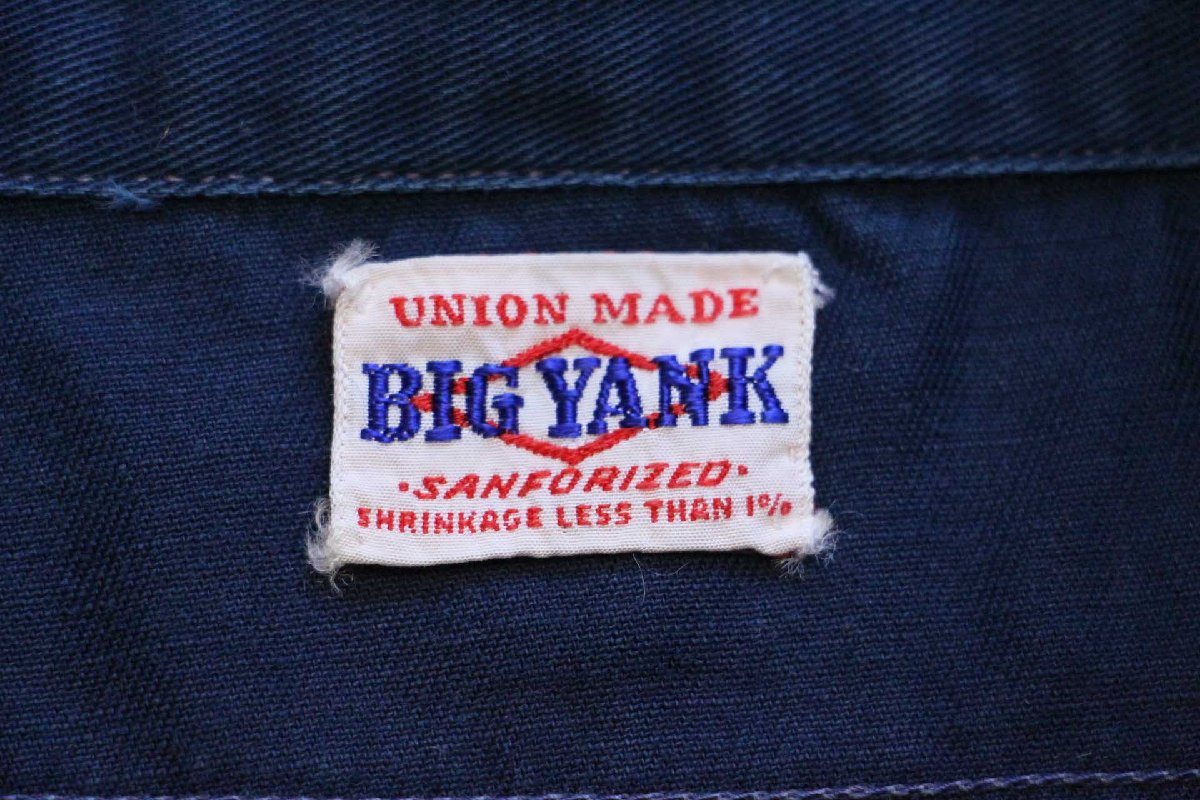 UNION MADE
BIG YANK
·SANFORIZED·
SHRINKAGE LESS THAN 1%